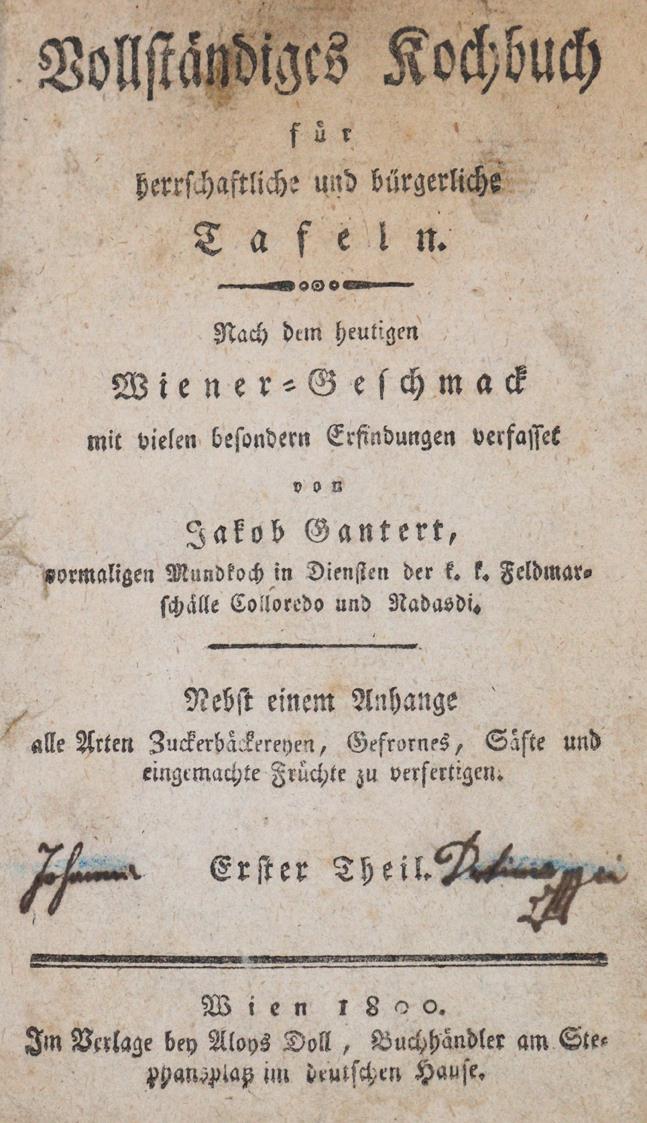 Vollständiges Kochbuch
für
herrschaftliche und bürgerliche
Tafeln.
Nach dem heutigen
Wiener=Geschmack
mit vielen besondern Erfindungen verfasset
von
Jakob Gantert,
vormaligen Mundkoch in Diensten der k. k. Feldmar=
schälle Colloredo und Nadasdi.
Nebst einem Anhange
alle Arten Zuckerbäckereyen, Gefrornes, Säfte und
eingemachte Früchte zu verfertigen.
Johanna
Erster Theil.
Wien 1800.
Im Verlage bey Aloys Doll, Buchhändler am Ste=
phansplatz im deutschen Hause.